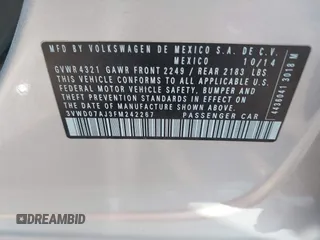 MFD BY VOLKSWAGEN DE MEXICO S.A. DE C.V.
MEXICO 10/14
GVWR 4321 GAWR FRONT 2249 / REAR 2183 LBS
THIS VEHICLE CONFORMS TO ALL APPLICABLE U.S.
FEDERAL MOTOR VEHICLE SAFETY, BUMPER AND
THEFT PREVENTION STANDARDS IN EFFECT ON THE
DATE OF MANUFACTURE SHOWN ABOVE.
3VWD07AJ3FM242267 PASSENGER CAR
4436041 3018 M
DREAMBID